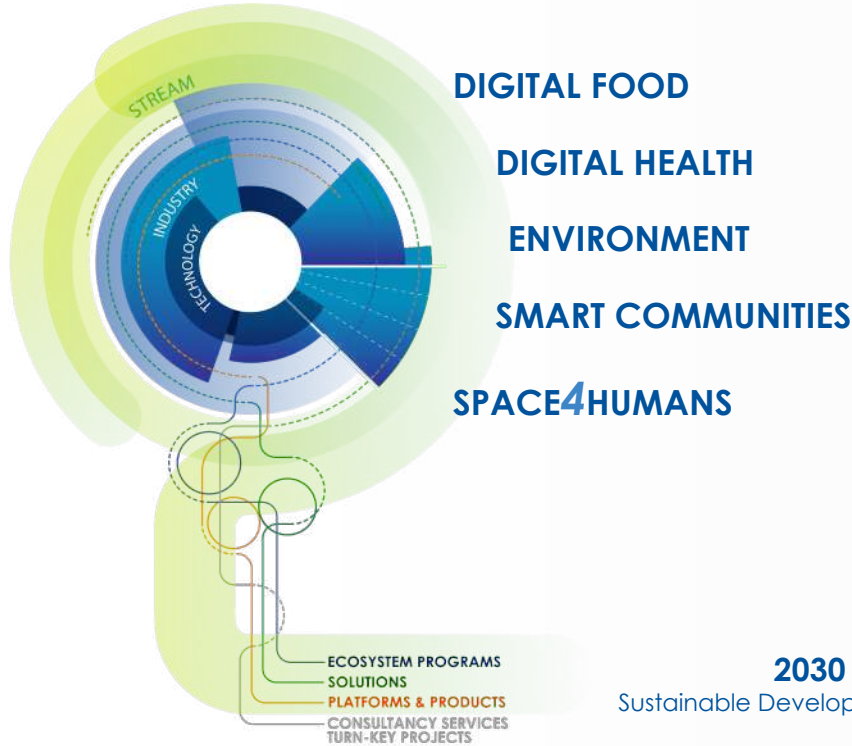 STREAM
INDUSTRY
TECHNOLOGY
DIGITAL FOOD
DIGITAL HEALTH
ENVIRONMENT
SMART COMMUNITIES
SPACE4HUMANS
ECOSYSTEM PROGRAMS
SOLUTIONS
PLATFORMS & PRODUCTS
CONSULTANCY SERVICES
TURN-KEY PROJECTS
2030
Sustainable Develop